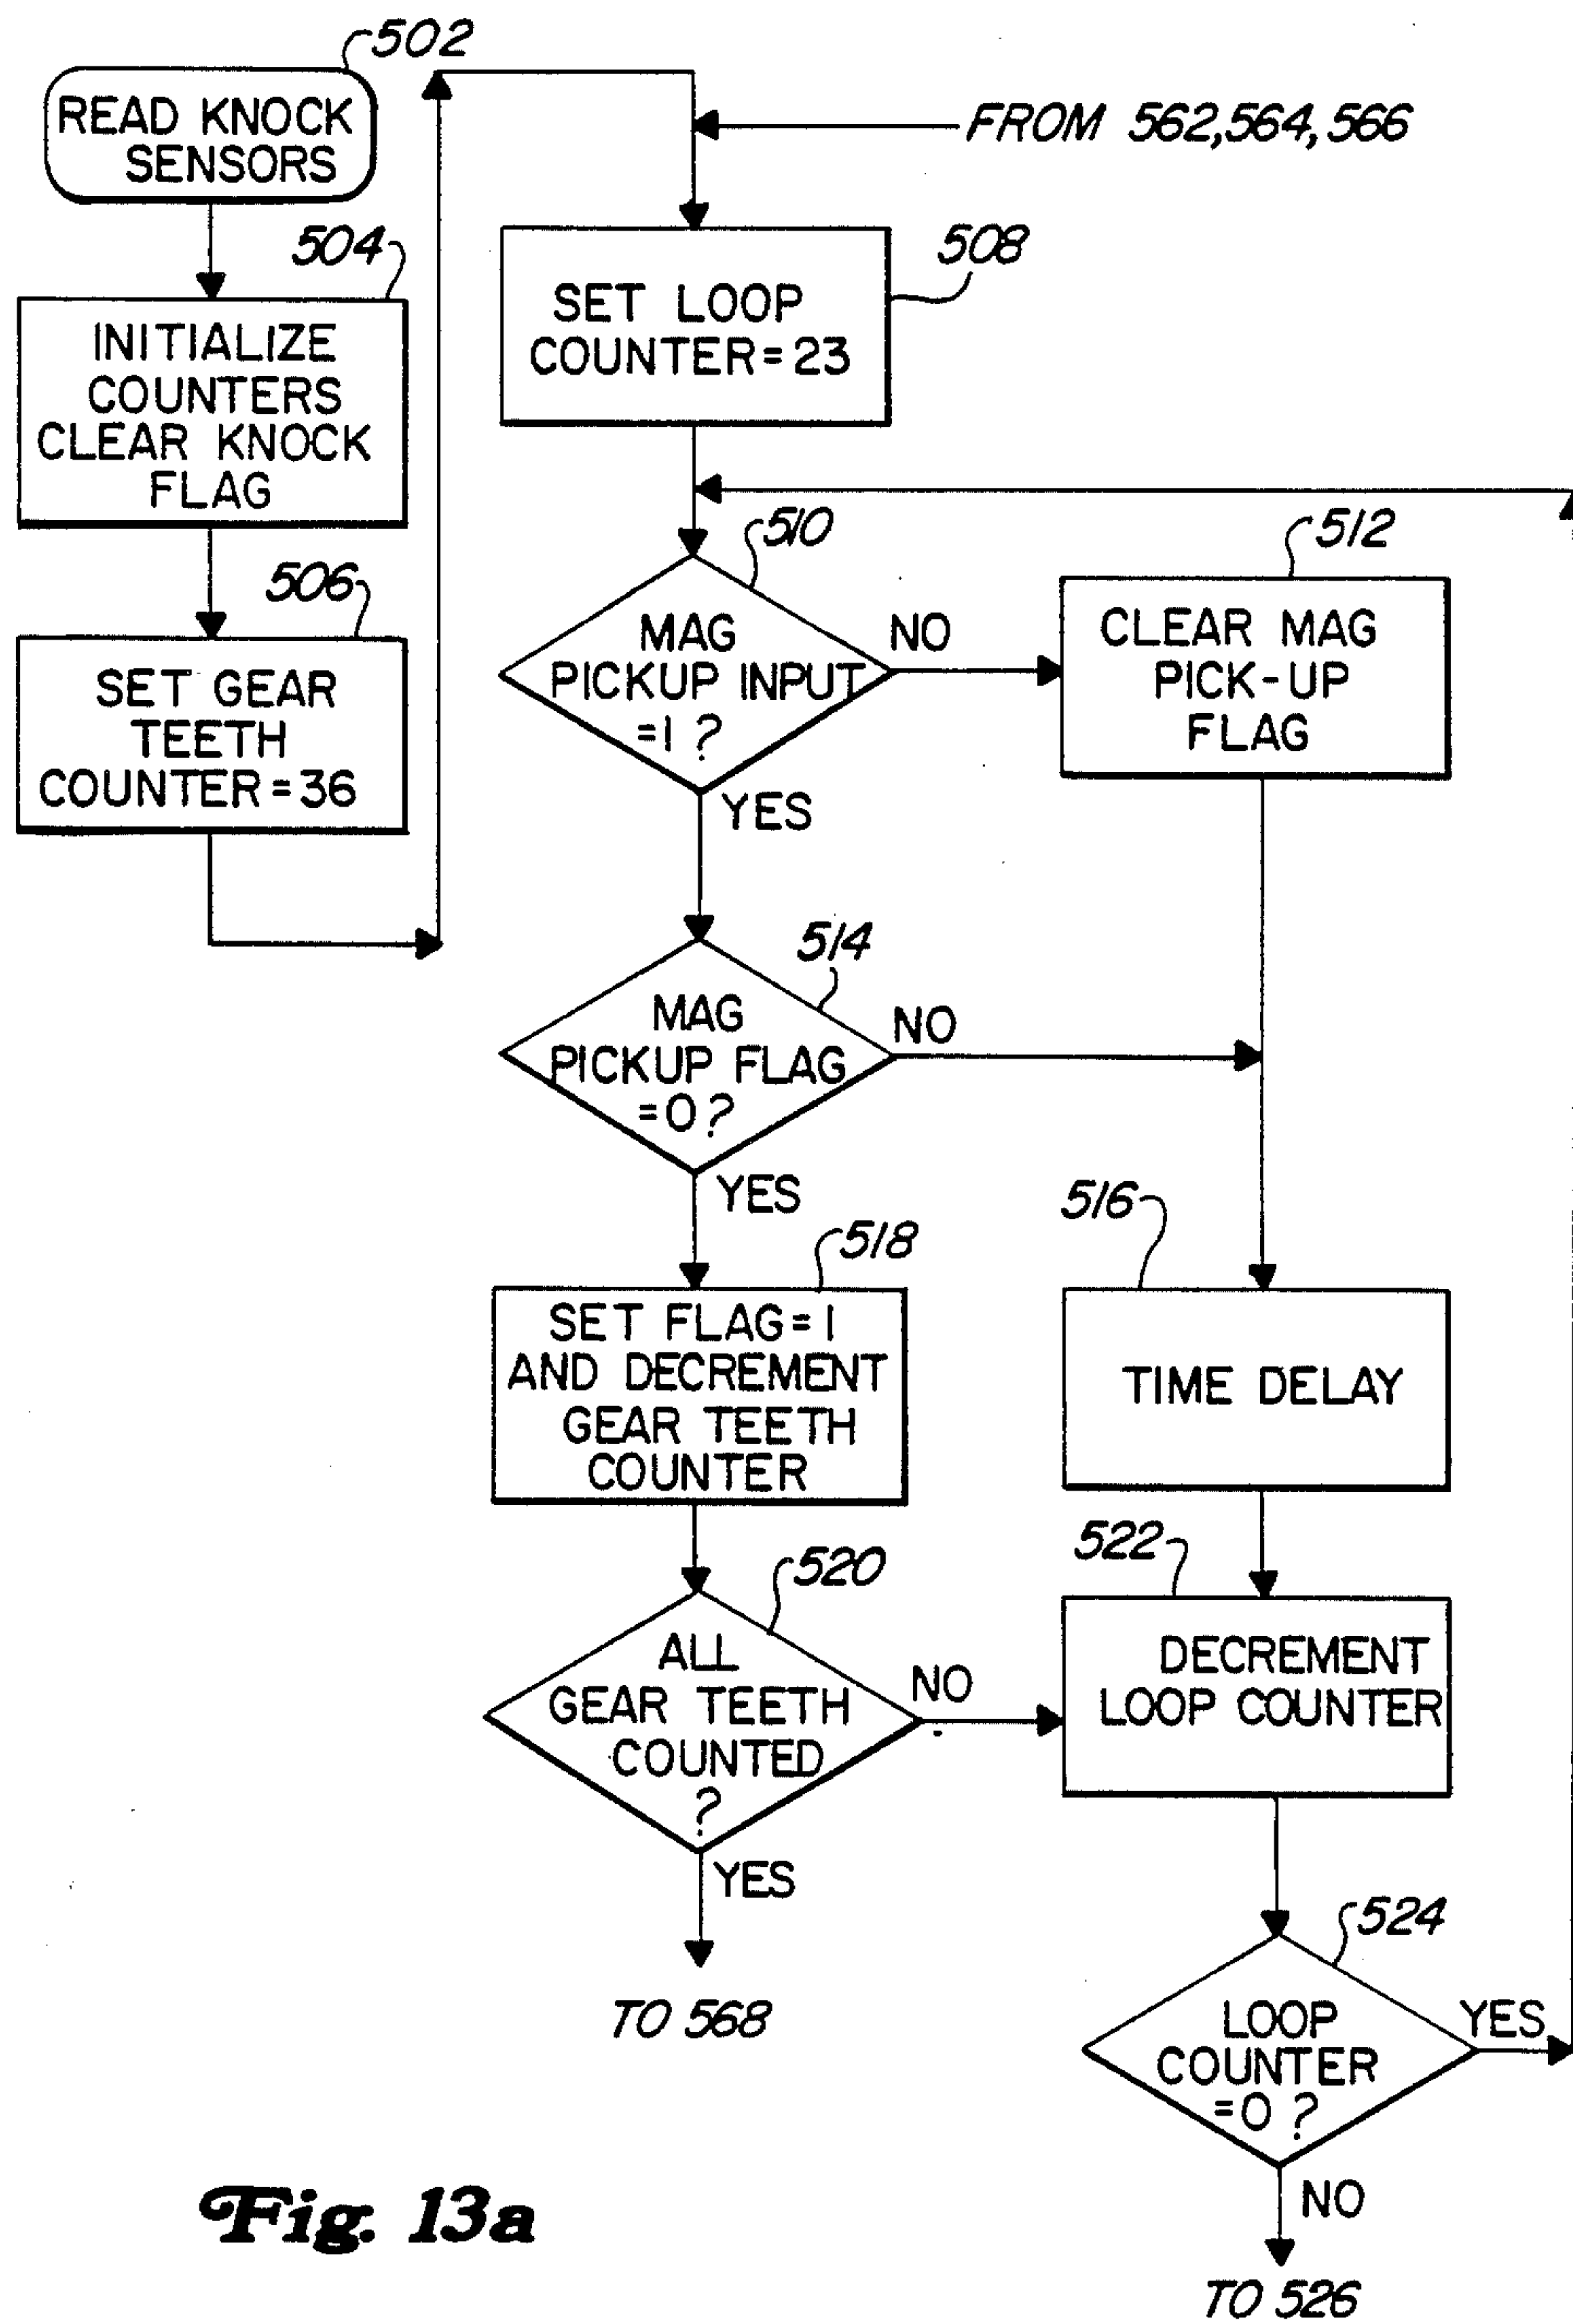 502
READ KNOCK
SENSORS
504
INITIALIZE
COUNTERS
CLEAR KNOCK
FLAG
506
SET GEAR
TEETH
COUNTER=36
FROM 562,564,566
508
SET LOOP
COUNTER=23
510
MAG
PICKUP INPUT
=1?
NO
YES
512
CLEAR MAG
PICK-UP
FLAG
514
MAG
PICKUP FLAG
=0?
NO
YES
516
TIME DELAY
518
SET FLAG=1
AND DECREMENT
GEAR TEETH
COUNTER
520
ALL
GEAR TEETH
COUNTED
?
NO
YES
TO 568
522
DECREMENT
LOOP COUNTER
524
LOOP
COUNTER
=0?
YES
NO
TO 526
Fig. 13a